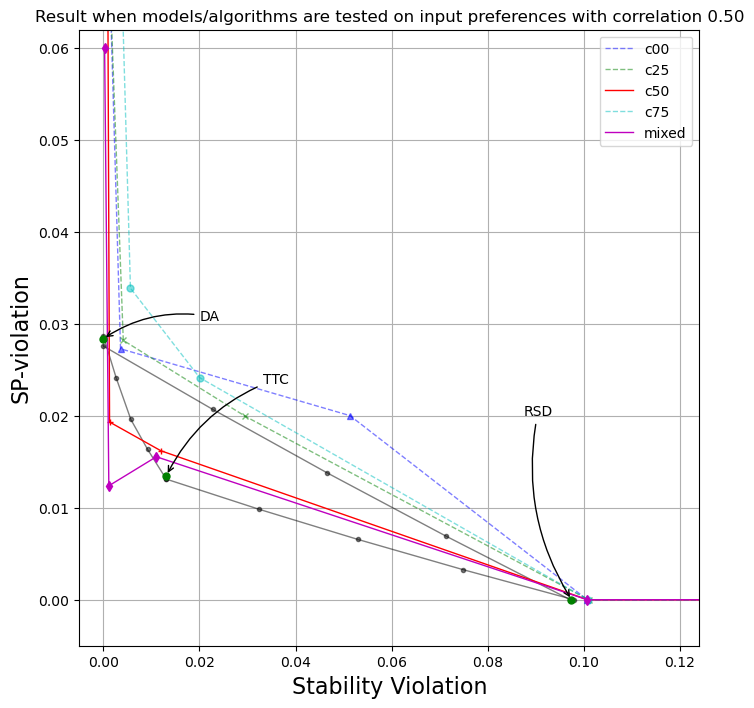 Result when models/algorithms are tested on input preferences with correlation 0.50
c00
c25
c50
c75
mixed
0.06
0.05
0.04
0.03
0.02
0.01
0.00
SP-violation
DA
TTC
RSD
0.00
0.02
0.04
0.06
0.08
0.10
0.12
Stability Violation